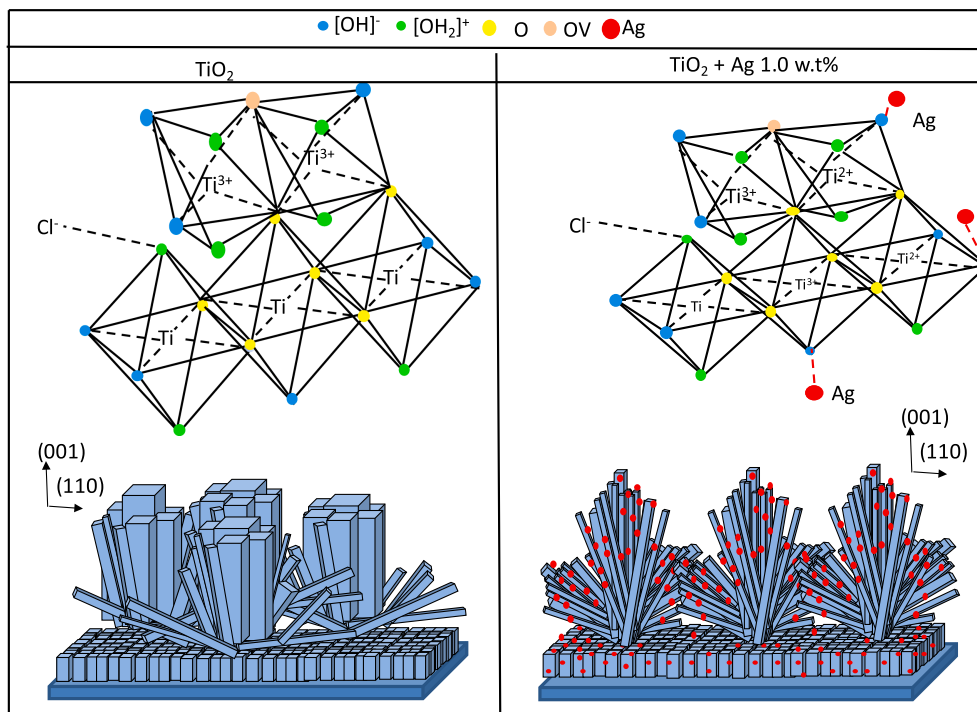 [OH]- [OH2]+ O OV Ag
TiO2
TiO2 + Ag 1.0 w.t%
Ti3+
Ti3+
Cl-
Ti
Ti
Ti
(001)
(110)
Ag
Ti3+
Ti2+
Cl-
Ti2+
Ti3+
Ti
Ag
(001)
(110)